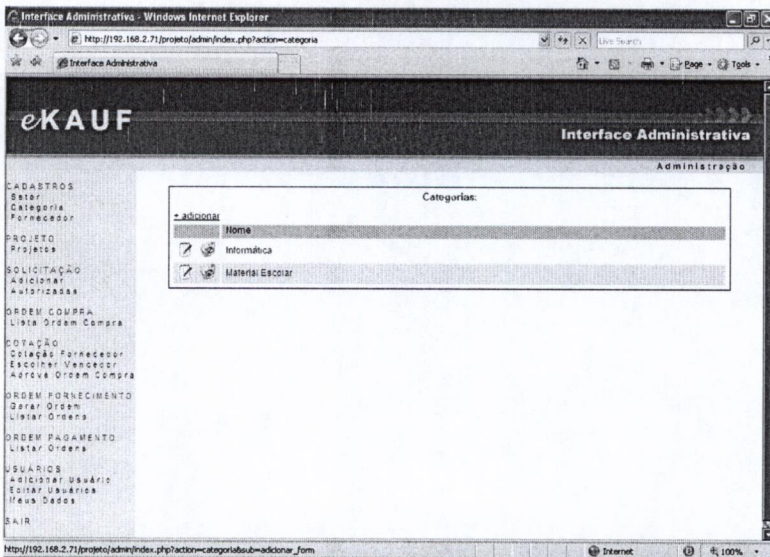 Interface Administrativa - Windows Internet Explorer
http://192.168.2.71/projeto/admin/index.php?action=categoria
Live Search
Interface Administrativa
Page
Tools
eKAUF
Interface Administrativa
Administração
CADASTROS
Setor
Categoria
Fornecedor
PROJETO
Projetos
SOLICITAÇÃO
Adicionar
Autorizadas
ORDEM COMPRA
Lista Ordem Compra
COTAÇÃO
Cotação Fornecedor
Escolher Vencedor
Aprova Ordem Compra
ORDEM FORNECIMENTO
Gerar Ordem
Listar Ordens
ORDEM PAGAMENTO
Listar Ordens
USUÁRIOS
Adicionar Usuário
Editar Usuários
Meus Dados
SAIR
Categorias:
+ adicionar
Nome
Informática
Material Escolar
http://192.168.2.71/projeto/admin/index.php?action=categoria&sub=adicionar_form
Internet
100%